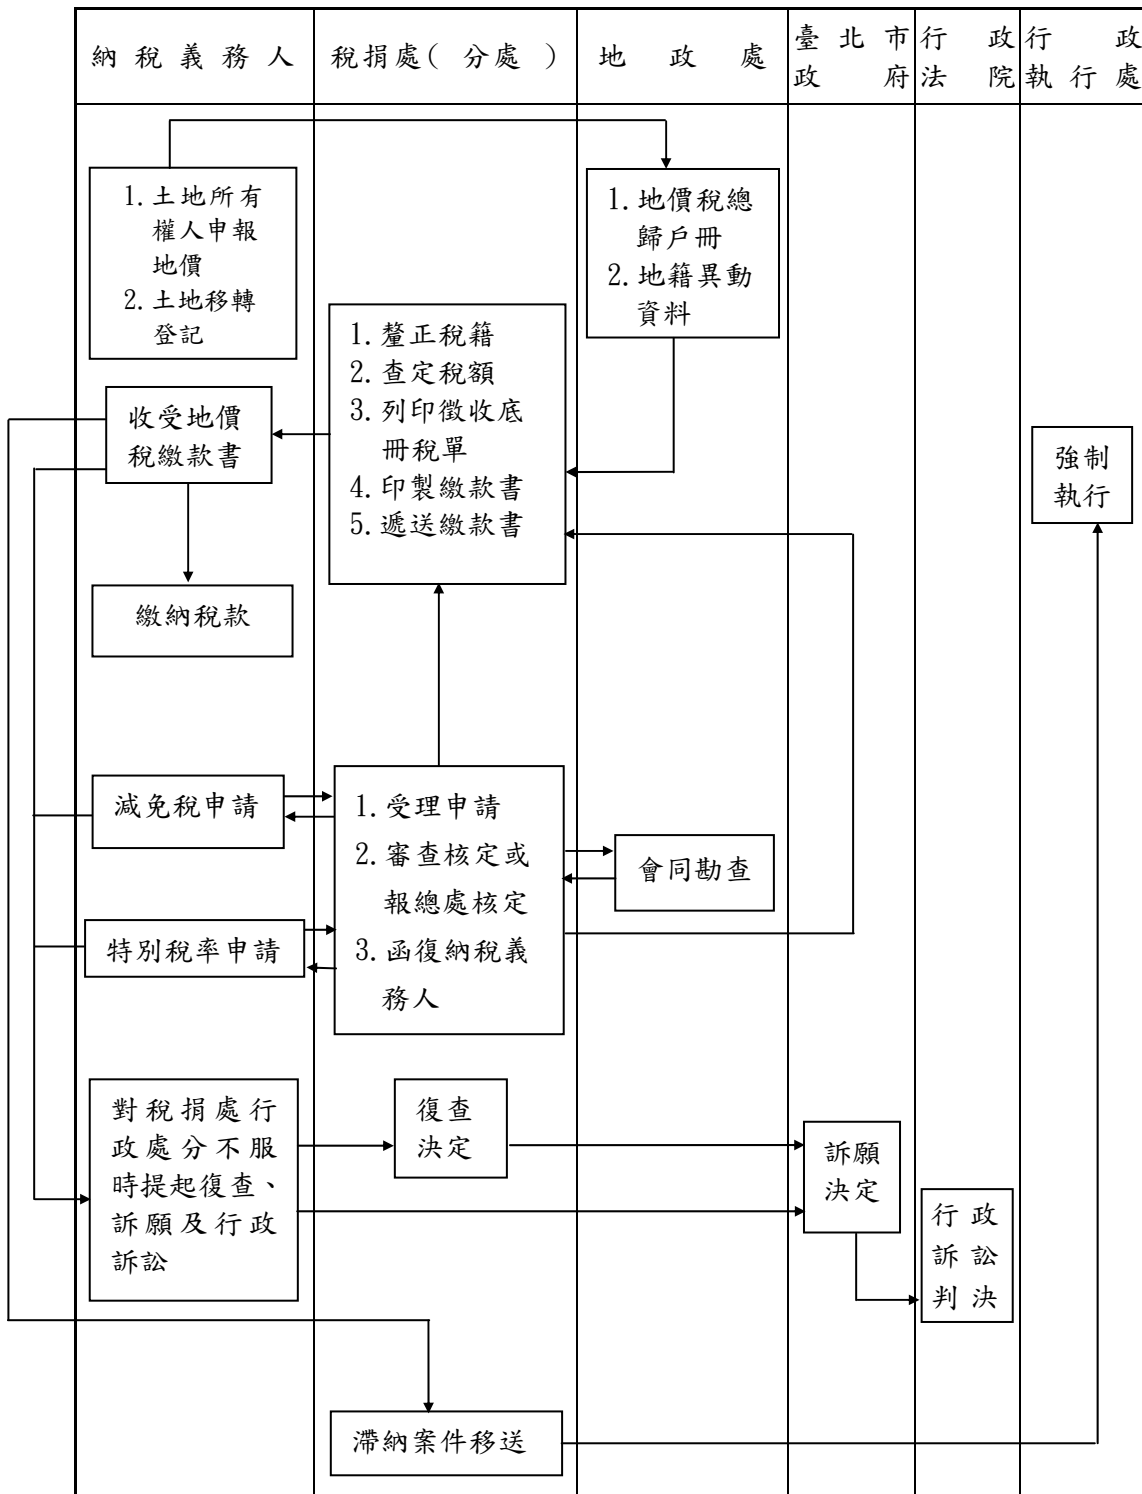 納稅義務人
稅捐處(分處)
地政處
臺北市
政府
行政
法院
行政
執行處
1.土地所有
權人申報
地價
2.土地移轉
登記
1.地價稅總
歸戶冊
2.地籍異動
資料
1.釐正稅籍
2.查定稅額
3.列印徵收底
冊稅單
4.印製繳款書
5.遞送繳款書
收受地價
稅繳款書
強制
執行
繳納稅款
減免稅申請
1.受理申請
2.審查核定或
報總處核定
3.函復納稅義
務人
會同勘查
特別稅率申請
對稅捐處行
政處分不服
時提起復查、
訴願及行政
訴訟
復查
決定
訴願
決定
行政
訴訟
判決
滯納案件移送